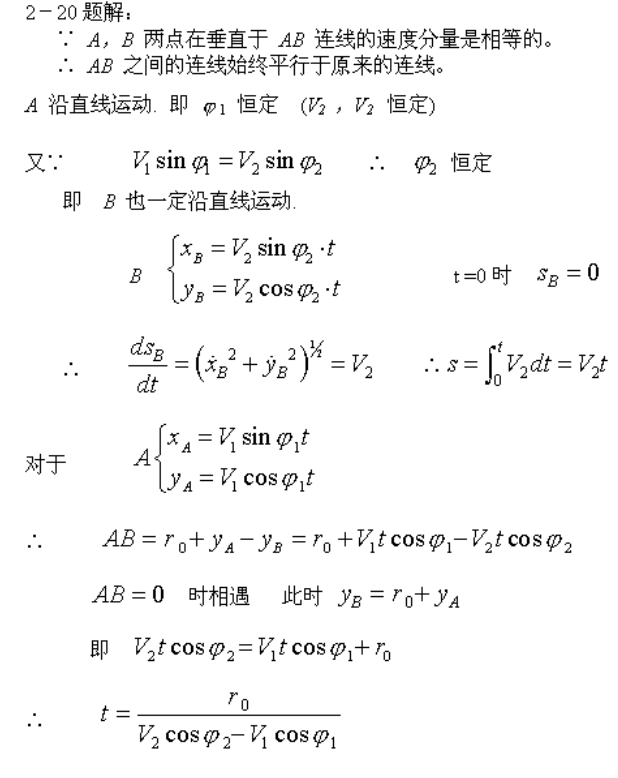 2－20题解：
∵ A，B 两点在垂直于 AB 连线的速度分量是相等的。
∴ AB 之间的连线始终平行于原来的连线。
A 沿直线运动. 即 φ₁ 恒定 (V₂ , V₂ 恒定)
又∵ V₁ sin φ₁ = V₂ sin φ₂ ∴ φ₂ 恒定
即 B 也一定沿直线运动.
B { x_B = V₂ sin φ₂ · t
y_B = V₂ cos φ₂ · t t=0 时 s_B = 0
∴ ds_B/dt = (ẋ_B² + ẏ_B²)^½ = V₂ ∴ s = ∫₀ᵗ V₂dt = V₂t
对于 A { x_A = V₁ sin φ₁t
y_A = V₁ cos φ₁t
∴ AB = r₀ + y_A − y_B = r₀ + V₁t cos φ₁ − V₂t cos φ₂
AB = 0 时相遇 此时 y_B = r₀ + y_A
即 V₂t cos φ₂ = V₁t cos φ₁ + r₀
∴ t = r₀ / (V₂ cos φ₂ − V₁ cos φ₁)